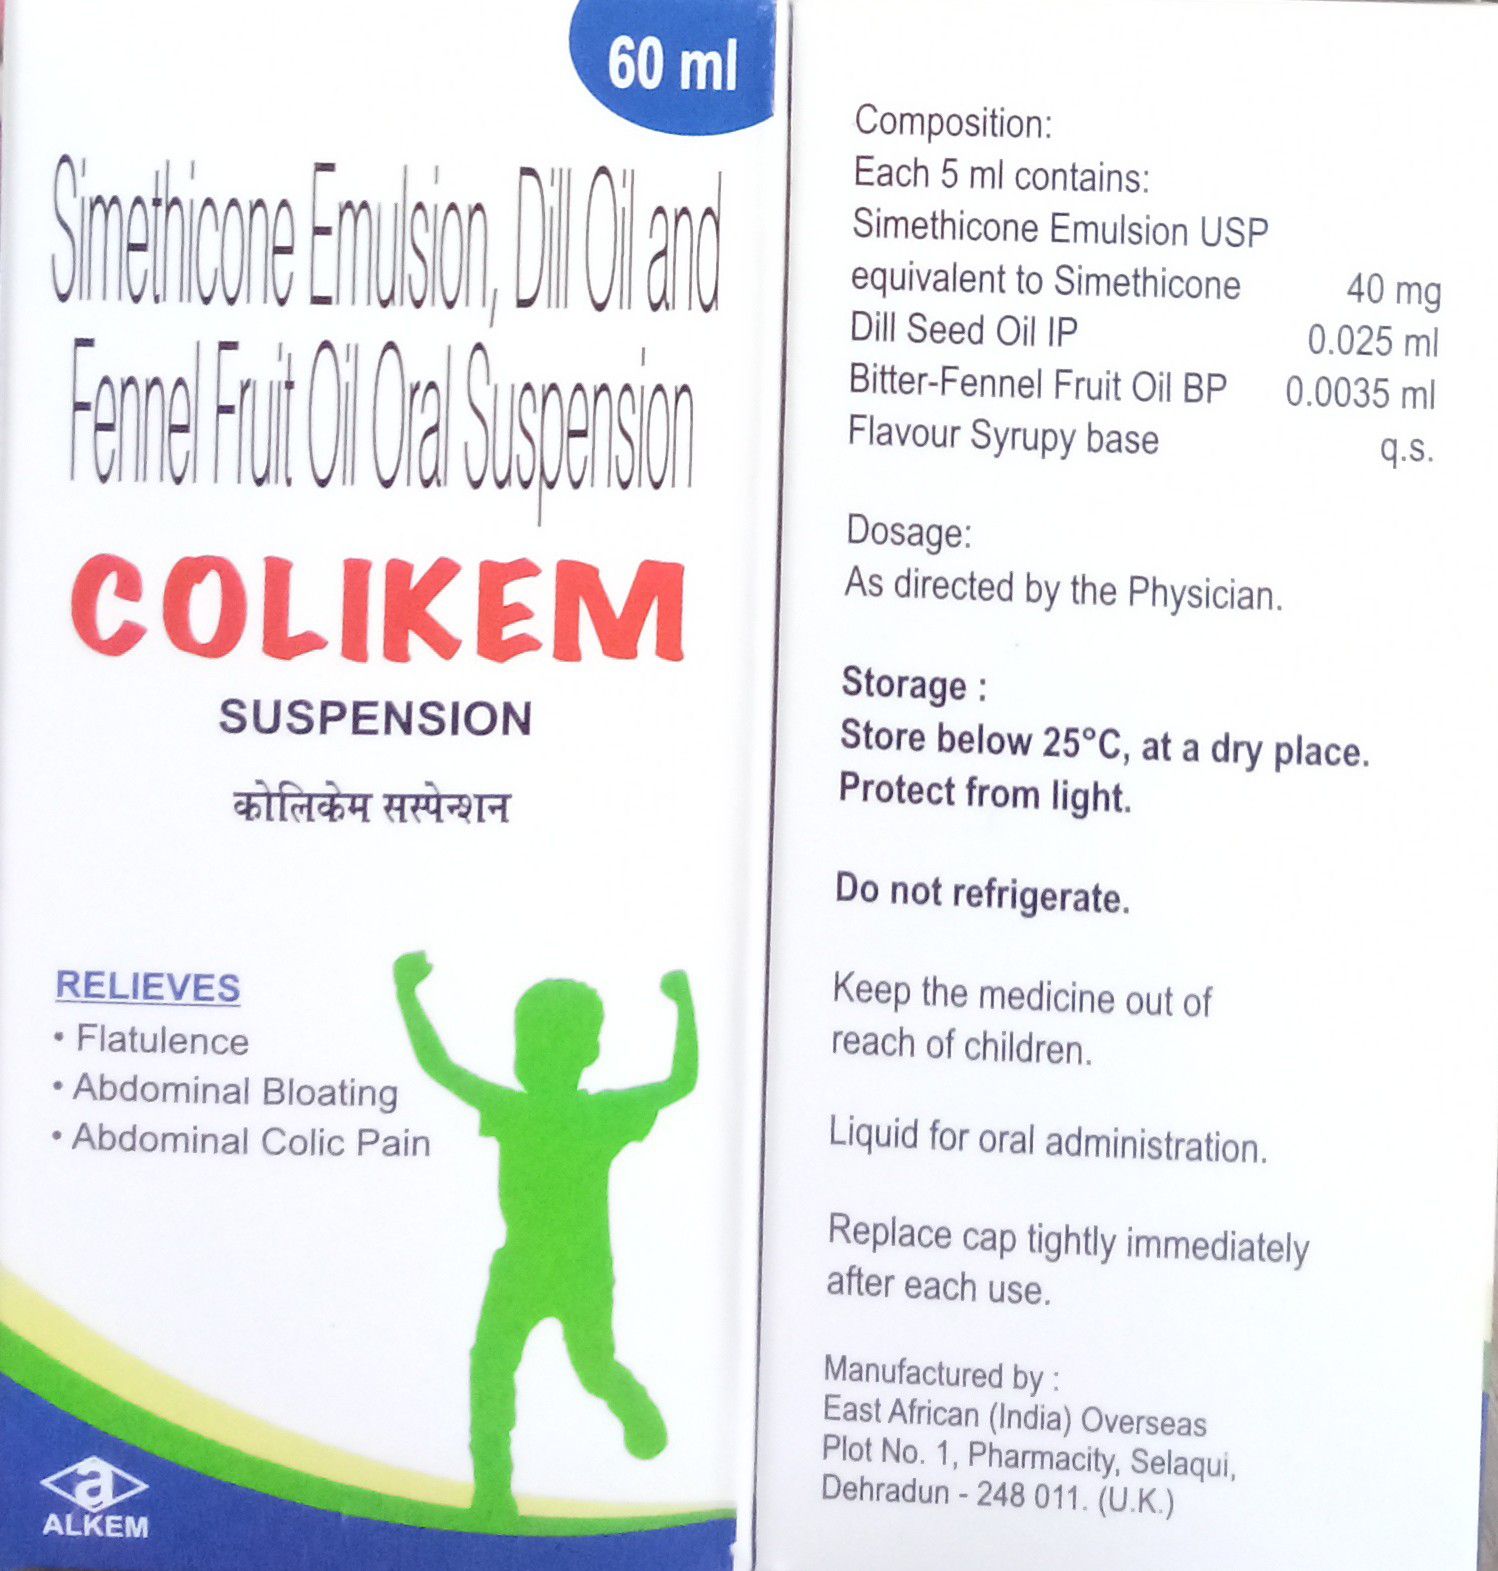 60 ml
Simethicone Emulsion, Dill Oil and
Fennel Fruit Oil Oral Suspension
COLIKEM
SUSPENSION
कोलिकेम सस्पेन्शन
RELIEVES
• Flatulence
• Abdominal Bloating
• Abdominal Colic Pain
a
ALKEM
Composition:
Each 5 ml contains:
Simethicone Emulsion USP
equivalent to Simethicone 40 mg
Dill Seed Oil IP 0.025 ml
Bitter-Fennel Fruit Oil BP 0.0035 ml
Flavour Syrupy base q.s.
Dosage:
As directed by the Physician.
Storage :
Store below 25°C, at a dry place.
Protect from light.
Do not refrigerate.
Keep the medicine out of
reach of children.
Liquid for oral administration.
Replace cap tightly immediately
after each use.
Manufactured by :
East African (India) Overseas
Plot No. 1, Pharmacity, Selaqui,
Dehradun - 248 011. (U.K.)